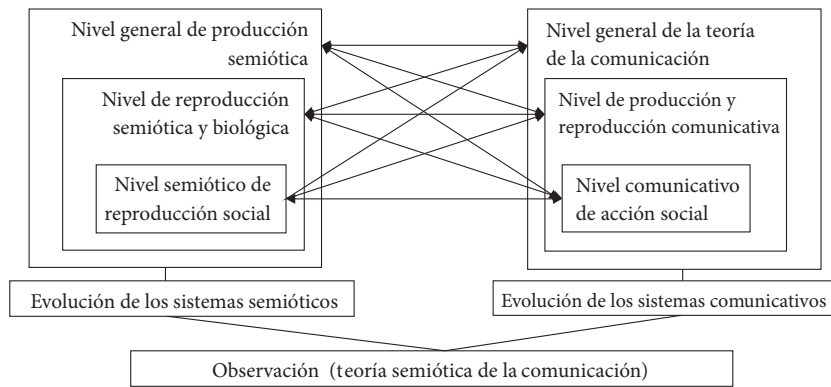 Nivel general de producción
semiótica
Nivel de reproducción
semiótica y biológica
Nivel semiótico de
reproducción social
Nivel general de la teoría
de la comunicación
Nivel de producción y
reproducción comunicativa
Nivel comunicativo
de acción social
Evolución de los sistemas semióticos
Evolución de los sistemas comunicativos
Observación (teoría semiótica de la comunicación)